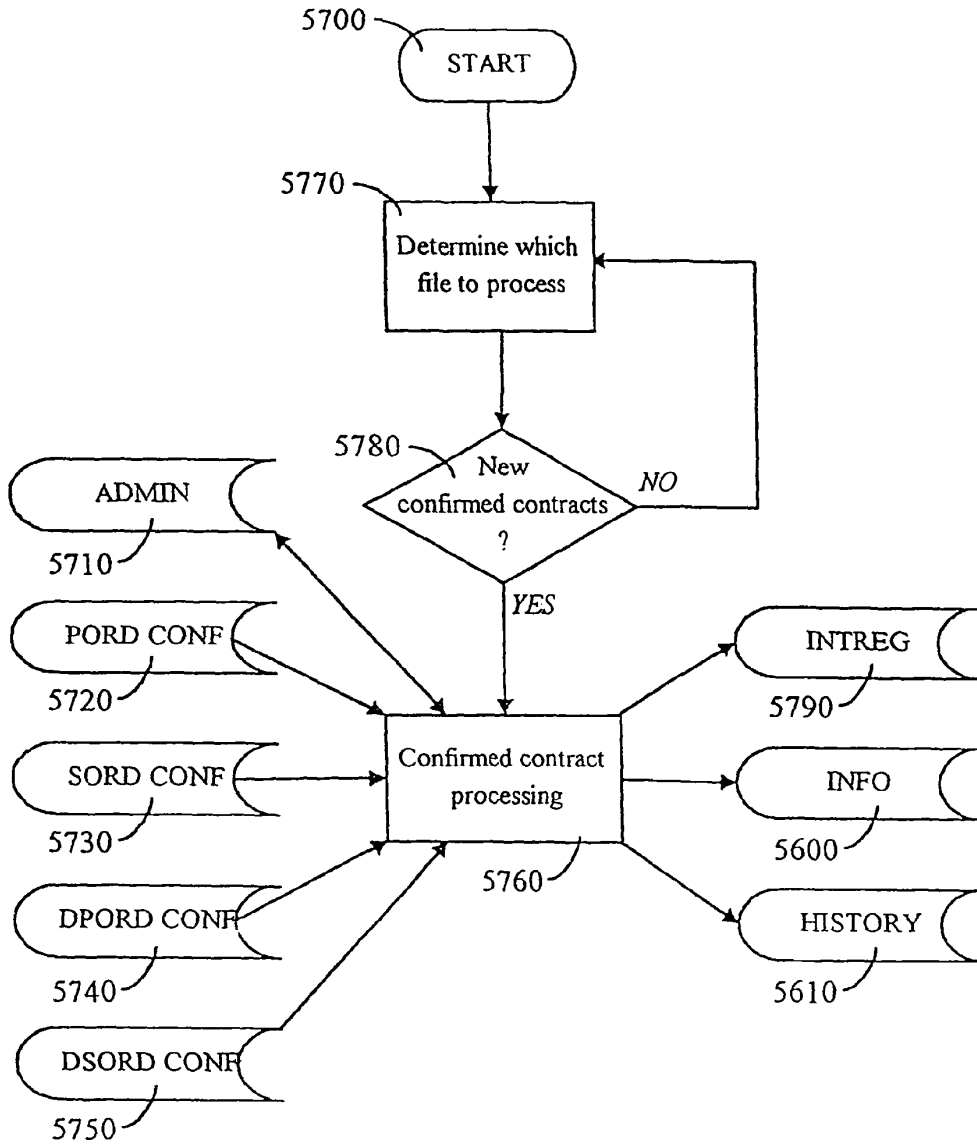 5700
START
5770
Determine which
file to process
5780
New
confirmed contracts
?
NO
YES
ADMIN
5710
PORD CONF
5720
SORD CONF
5730
DPORD CONF
5740
DSORD CONF
5750
Confirmed contract
processing
5760
INTREG
5790
INFO
5600
HISTORY
5610